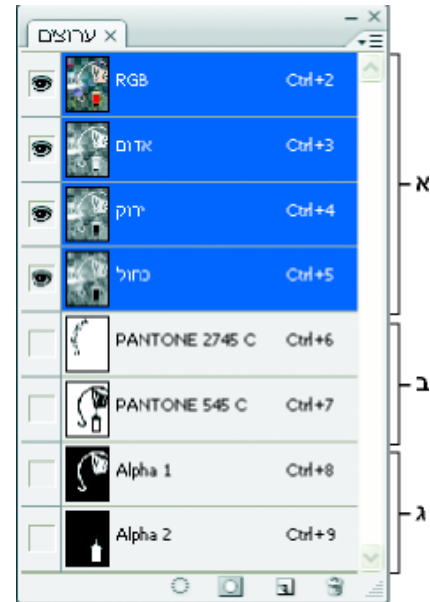 ערוצים ×
RGB Ctrl+2
אדום Ctrl+3
ירוק Ctrl+4
כחול Ctrl+5
PANTONE 2745 C Ctrl+6
PANTONE 545 C Ctrl+7
Alpha 1 Ctrl+8
Alpha 2 Ctrl+9
א
ב
ג